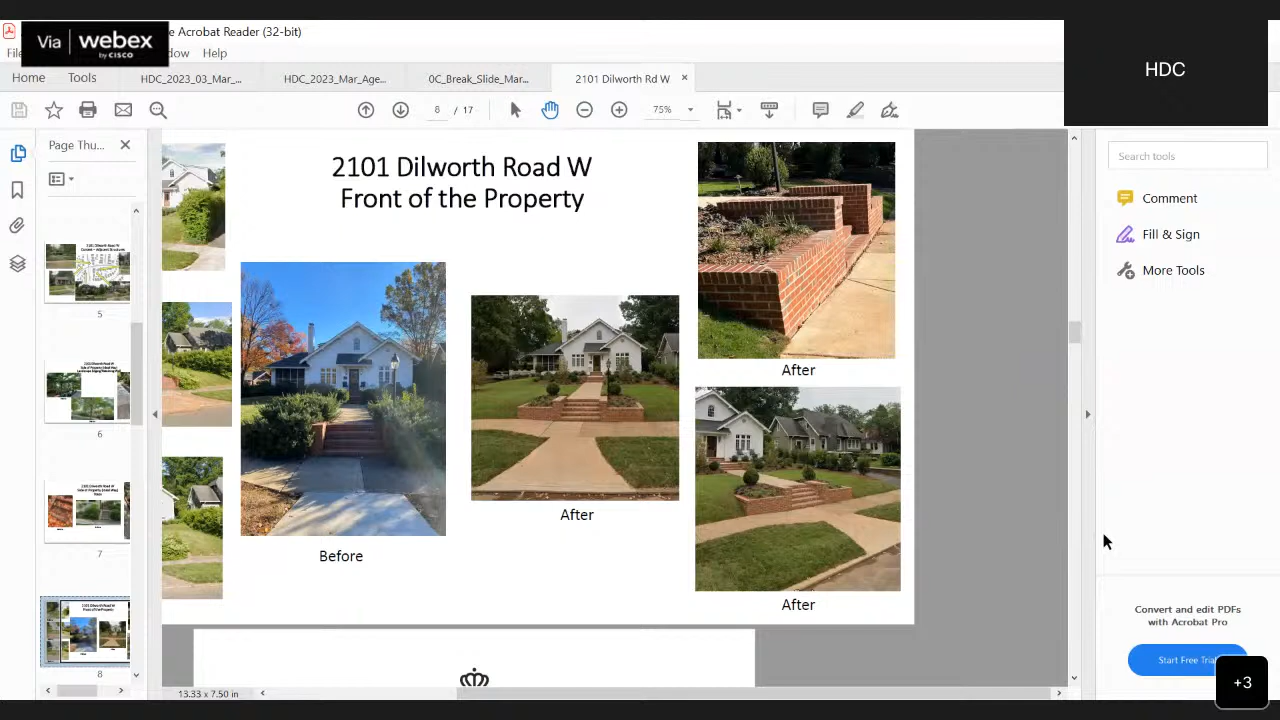 Via webex
by CISCO
e Acrobat Reader (32-bit)
HDC
dow Help
Home Tools HDC_2023_03_Mar_... HDC_2023_Mar_Age... 0C_Break_Slide_Mar... 2101 Dilworth Rd W ×
8 / 17 75%
Page Thu...
Search tools
Comment
Fill & Sign
More Tools
5
6
7
8
2101 Dilworth Road W
Front of the Property
Before
After
After
After
Convert and edit PDFs
with Acrobat Pro
Start Free Trial
+3
13.33 x 7.50 in